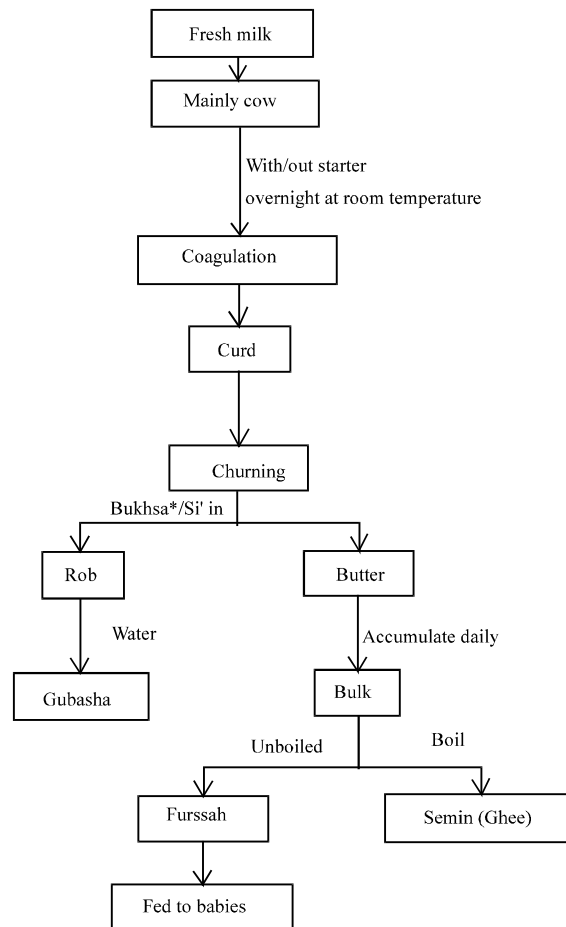 Fresh milk
Mainly cow
With/out starter
overnight at room temperature
Coagulation
Curd
Churning
Bukhsa*/Si' in
Rob
Butter
Water
Accumulate daily
Gubasha
Bulk
Unboiled
Boil
Furssah
Semin (Ghee)
Fed to babies